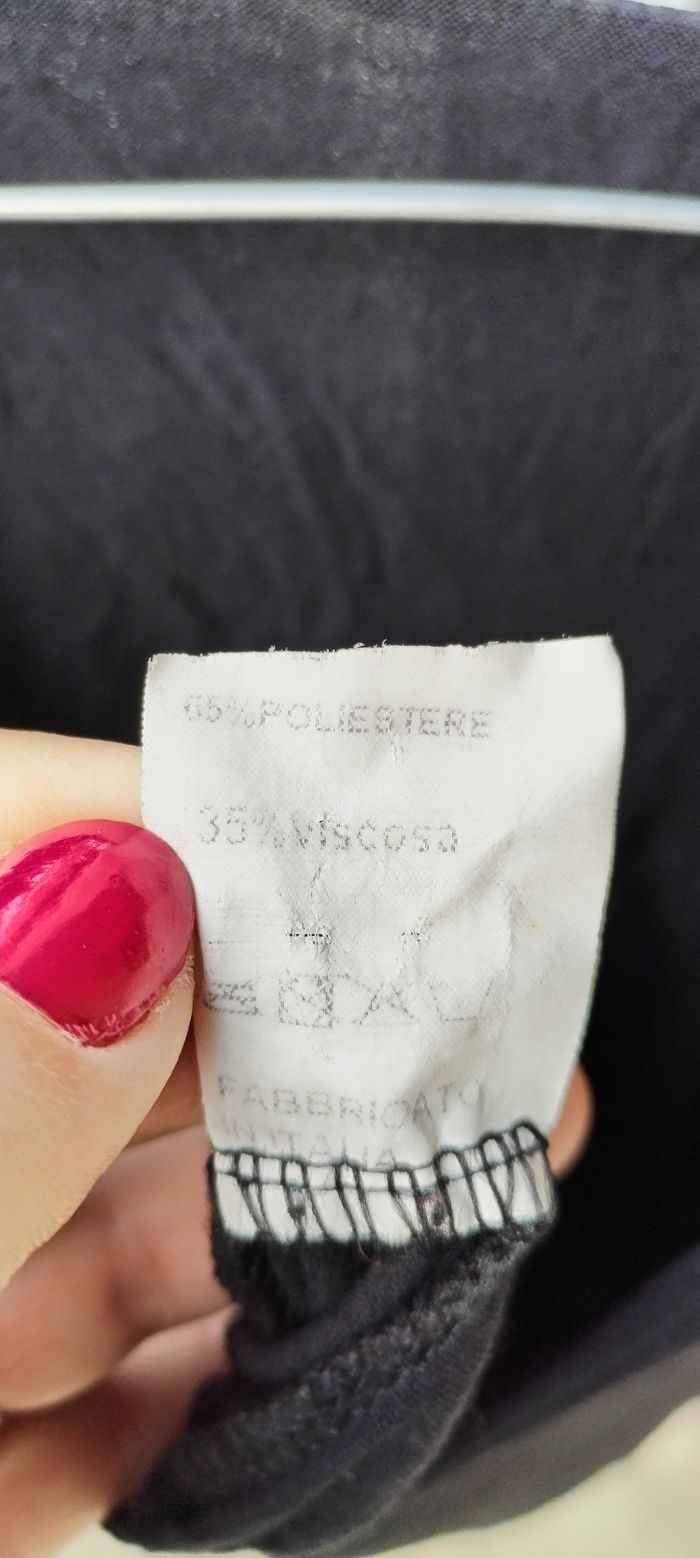 65%POLIESTERE
35%viscosa
FABBRICATO
IN ITALIA